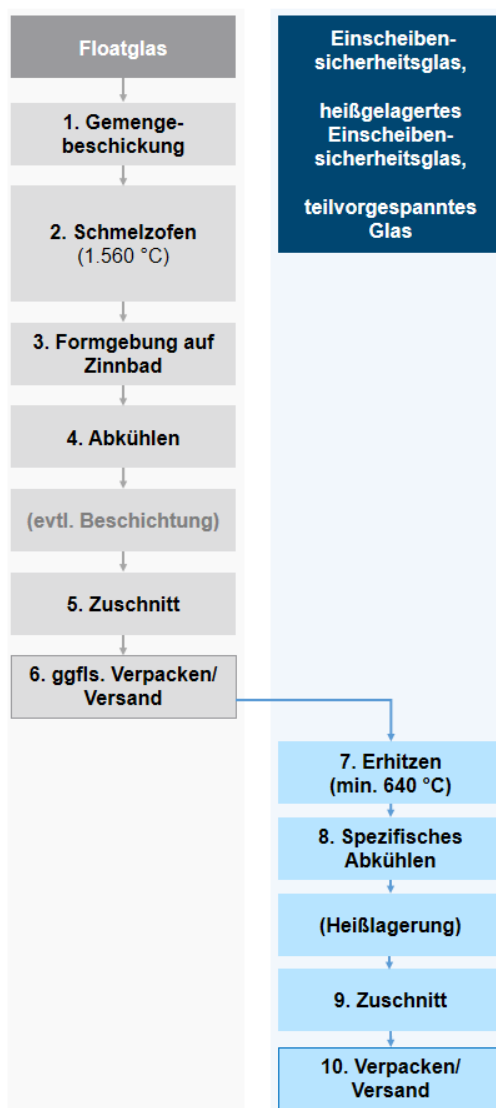 Floatglas
1. Gemenge-
beschickung
2. Schmelzofen
(1.560 °C)
3. Formgebung auf
Zinnbad
4. Abkühlen
(evtl. Beschichtung)
5. Zuschnitt
6. ggfls. Verpacken/
Versand
Einscheiben-
sicherheitsglas,
heißgelagertes
Einscheiben-
sicherheitsglas,
teilvorgespanntes
Glas
7. Erhitzen
(min. 640 °C)
8. Spezifisches
Abkühlen
(Heißlagerung)
9. Zuschnitt
10. Verpacken/
Versand